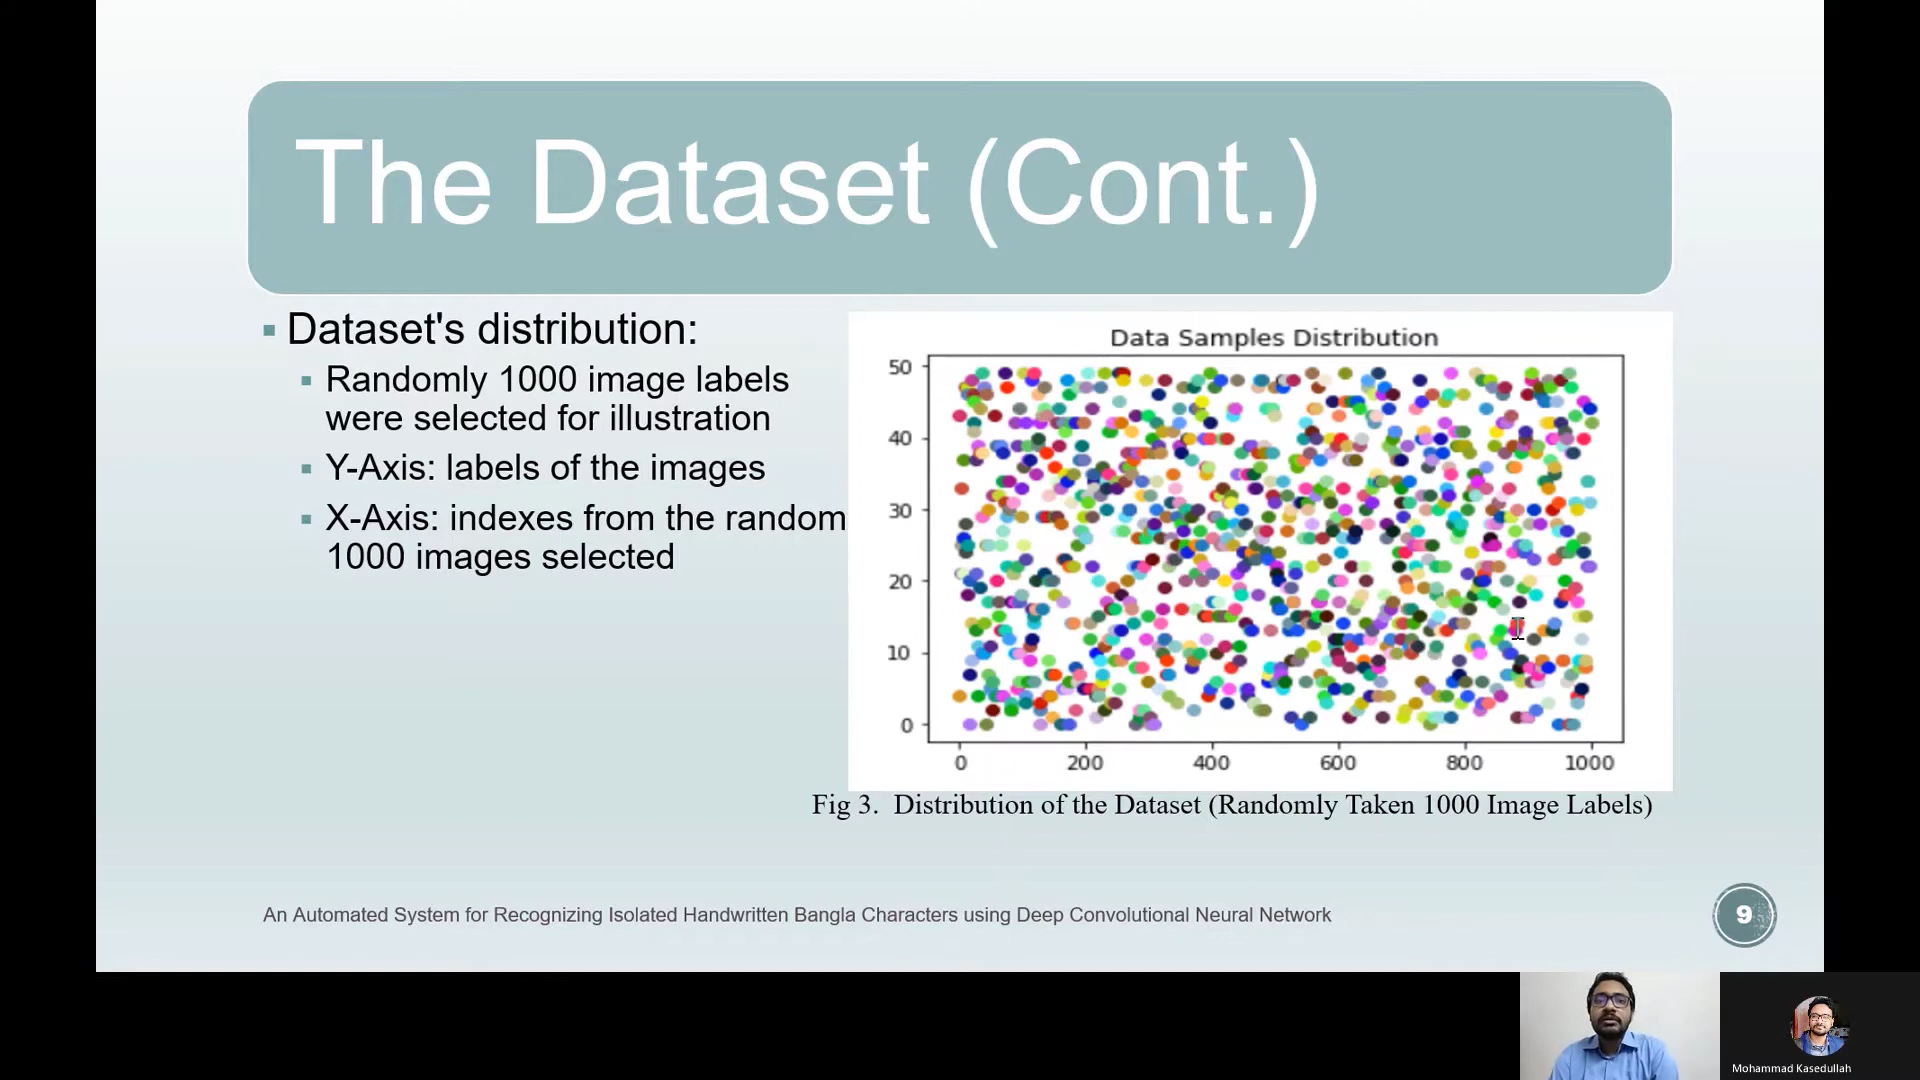 The Dataset (Cont.)
Dataset's distribution:
Randomly 1000 image labels
were selected for illustration
Y-Axis: labels of the images
X-Axis: indexes from the random
1000 images selected
Data Samples Distribution
50
40
30
20
10
0
0 200 400 600 800 1000
Fig 3. Distribution of the Dataset (Randomly Taken 1000 Image Labels)
An Automated System for Recognizing Isolated Handwritten Bangla Characters using Deep Convolutional Neural Network
9
Mohammad Kasedullah